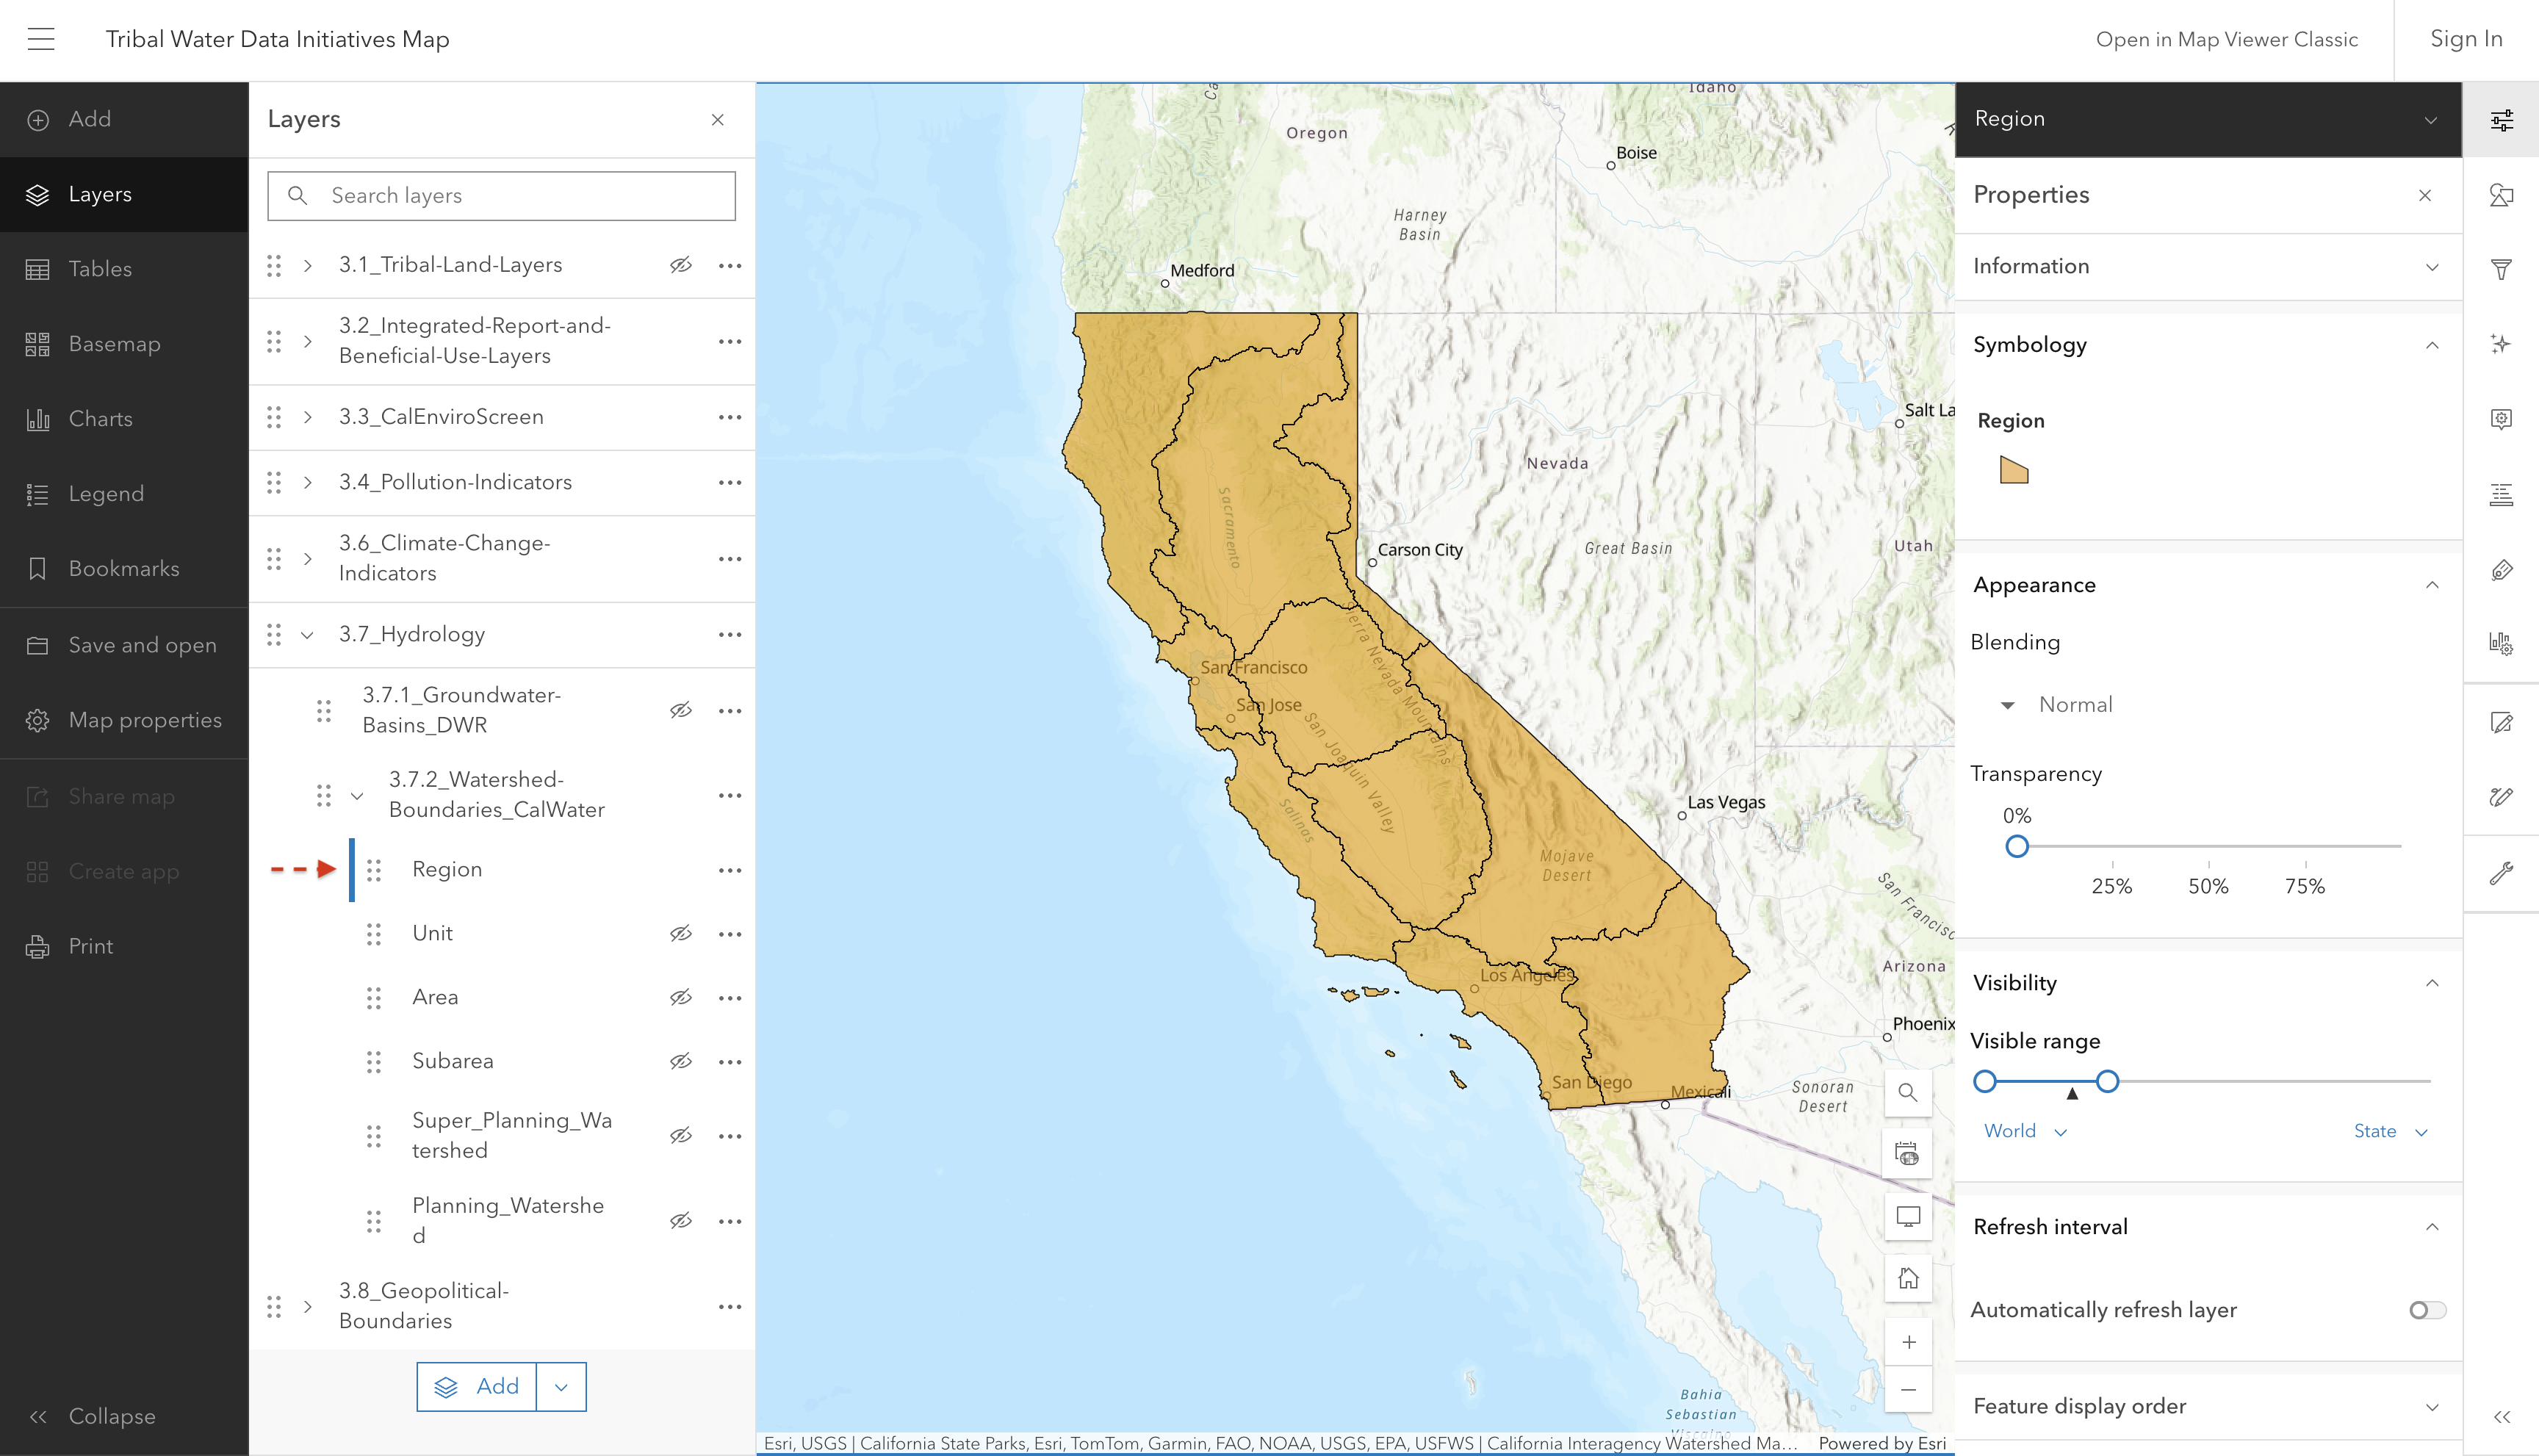 Tribal Water Data Initiatives Map
Open in Map Viewer Classic
Sign In
Add
Layers
Tables
Basemap
Charts
Legend
Bookmarks
Save and open
Map properties
Share map
Create app
Print
Collapse
Layers
Search layers
3.1_Tribal-Land-Layers
3.2_Integrated-Report-and-
Beneficial-Use-Layers
3.3_CalEnviroScreen
3.4_Pollution-Indicators
3.6_Climate-Change-
Indicators
3.7_Hydrology
3.7.1_Groundwater-
Basins_DWR
3.7.2_Watershed-
Boundaries_CalWater
Region
Unit
Area
Subarea
Super_Planning_Wa
tershed
Planning_Watershe
d
3.8_Geopolitical-
Boundaries
Add
Ca
Idaho
Oregon
Boise
Harney
Basin
Medford
Salt La
Nevada
Sacramento
Carson City
Great Basin
Utah
Sierra Nevada Mountains
San Francisco
San Jose
San Joaquin Valley
Salinas
Las Vegas
Mojave
Desert
San Francisc
Arizona
Los Angeles
Phoenix
San Diego
Mexicali
Sonoran
Desert
Bahia
Sebastian
Vizcaino
Esri, USGS | California State Parks, Esri, TomTom, Garmin, FAO, NOAA, USGS, EPA, USFWS | California Interagency Watershed Ma...
Powered by Esri
Region
Properties
Information
Symbology
Region
Appearance
Blending
Normal
Transparency
0%
25%
50%
75%
Visibility
Visible range
World
State
Refresh interval
Automatically refresh layer
Feature display order